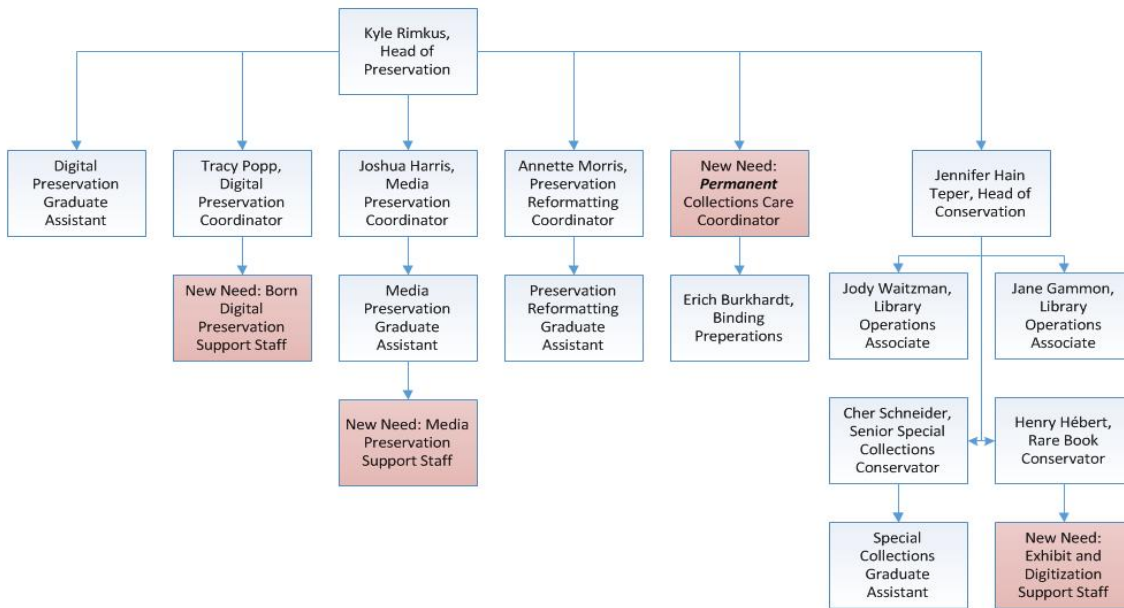 Kyle Rimkus,
Head of
Preservation
Digital
Preservation
Graduate
Assistant
Tracy Popp,
Digital
Preservation
Coordinator
Joshua Harris,
Media
Preservation
Coordinator
Annette Morris,
Preservation
Reformatting
Coordinator
New Need:
Permanent
Collections Care
Coordinator
Jennifer Hain
Teper, Head of
Conservation
New Need: Born
Digital
Preservation
Support Staff
Media
Preservation
Graduate
Assistant
Preservation
Reformatting
Graduate
Assistant
Erich Burkhardt,
Binding
Preperations
Jody Waitzman,
Library
Operations
Associate
Jane Gammon,
Library
Operations
Associate
New Need: Media
Preservation
Support Staff
Cher Schneider,
Senior Special
Collections
Conservator
Henry Hébert,
Rare Book
Conservator
Special
Collections
Graduate
Assistant
New Need:
Exhibit and
Digitization
Support Staff